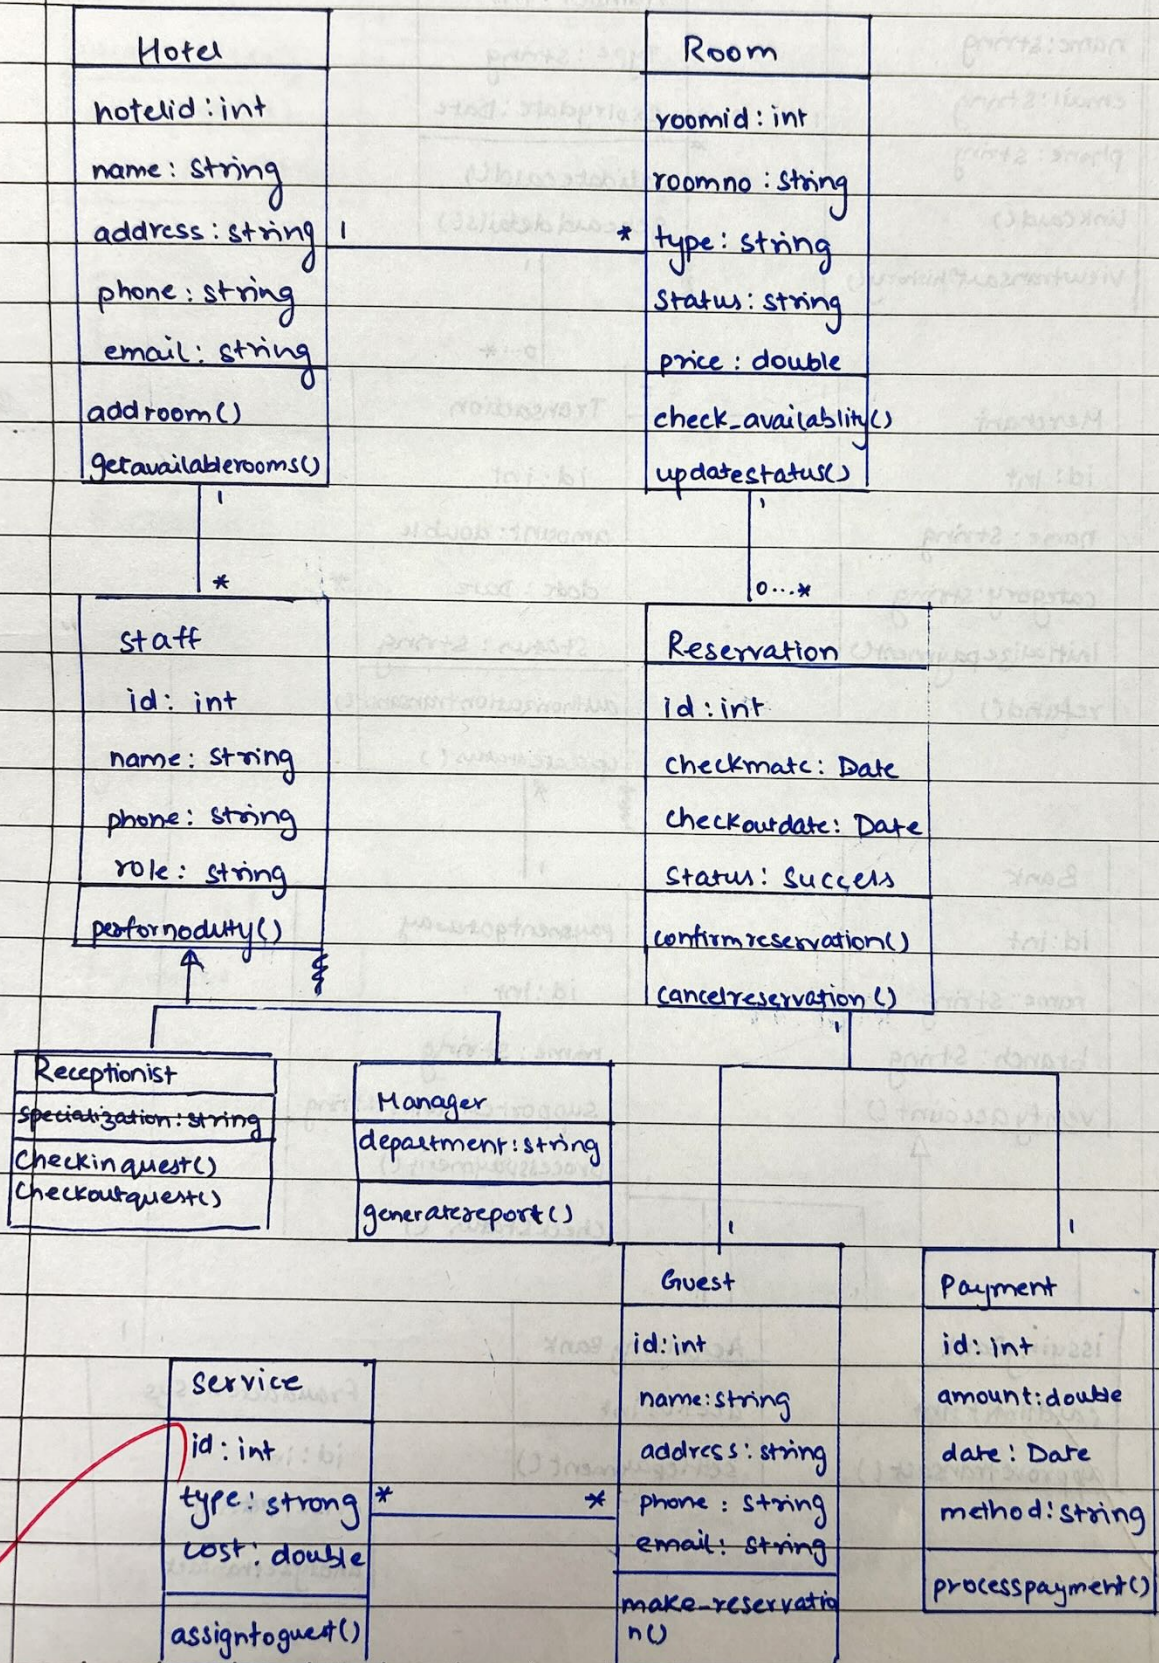 Hotel
hotelid : int
name : string
address : string
phone : string
email : string
addroom()
getavailablerooms()
1
*
Room
roomid : int
roomno : string
type : string
status : string
price : double
check_availablity()
updatestatus()
1
*
staff
id : int
name : string
phone : string
role : string
perfornodutty()
1
0...*
Reservation
id : int
checkmate : Date
checkoutdate : Date
status : success
confirmreservation()
cancelreservation()
1
Receptionist
specialization : string
checkinquest()
checkoutquest()
Manager
department : string
generatereport()
1
1
Guest
id : int
name : string
address : string
phone : string
email : string
make_reservatio
n()
Payment
id : int
amount : double
date : Date
method : string
processpayment()
service
id : int
type : strong
cost : double
assigntoguest()
*
*